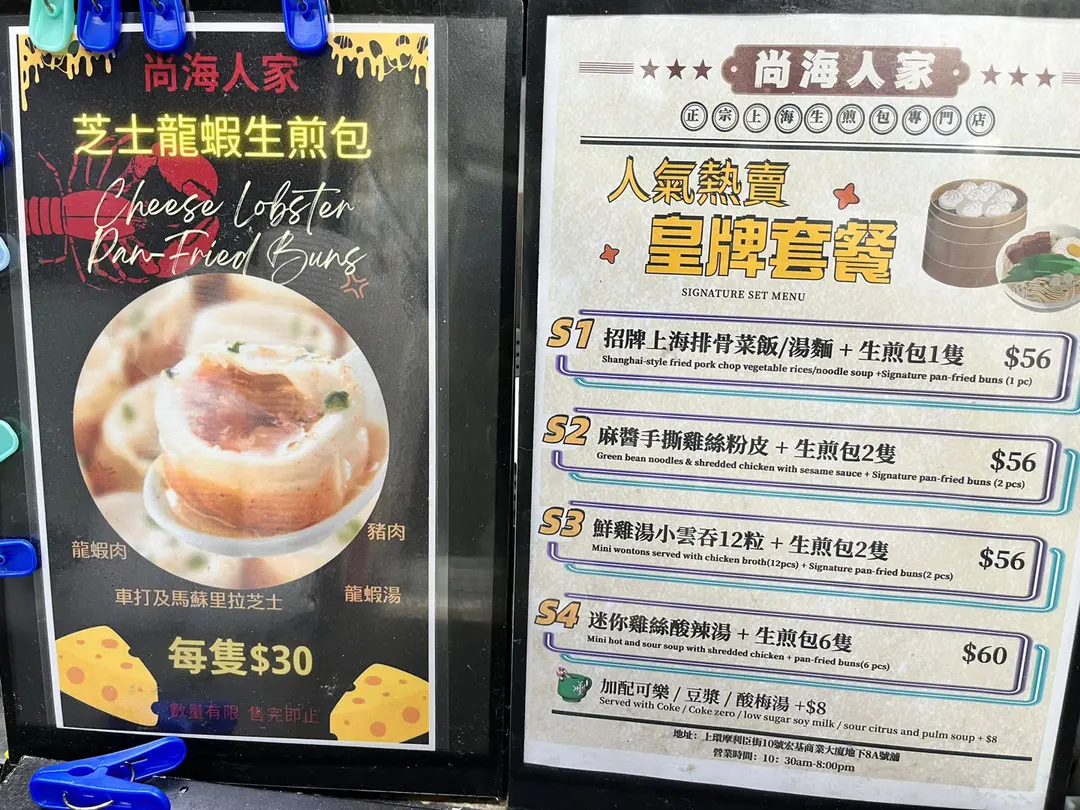 尚海人家
芝士龍蝦生煎包
Cheese Lobster
Pan-Fried Buns
豬肉
龍蝦肉
龍蝦湯
車打及馬蘇里拉芝士
每隻$30
數量有限 售完即止
尚海人家
正宗上海生煎包專門店
人氣熱賣
皇牌套餐
SIGNATURE SET MENU
S1 招牌上海排骨菜飯/湯麵 + 生煎包1隻 $56
Shanghai-style fried pork chop vegetable rices/noodle soup +Signature pan-fried buns (1 pc)
S2 麻醬手撕雞絲粉皮 + 生煎包2隻 $56
Green bean noodles & shredded chicken with sesame sauce + Signature pan-fried buns (2 pcs)
S3 鮮雞湯小雲吞12粒 + 生煎包2隻 $56
Mini wontons served with chicken broth(12pcs) + Signature pan-fried buns(2 pcs)
S4 迷你雞絲酸辣湯 + 生煎包6隻 $60
Mini hot and sour soup with shredded chicken + pan-fried buns(6 pcs)
加配可樂 / 豆漿 / 酸梅湯 +$8
Served with Coke / Coke zero / low sugar soy milk / sour citrus and pulm soup + $8
地址：上環摩利臣街10號宏基商業大廈地下8A號舖
營業時間：10：30am-8:00pm